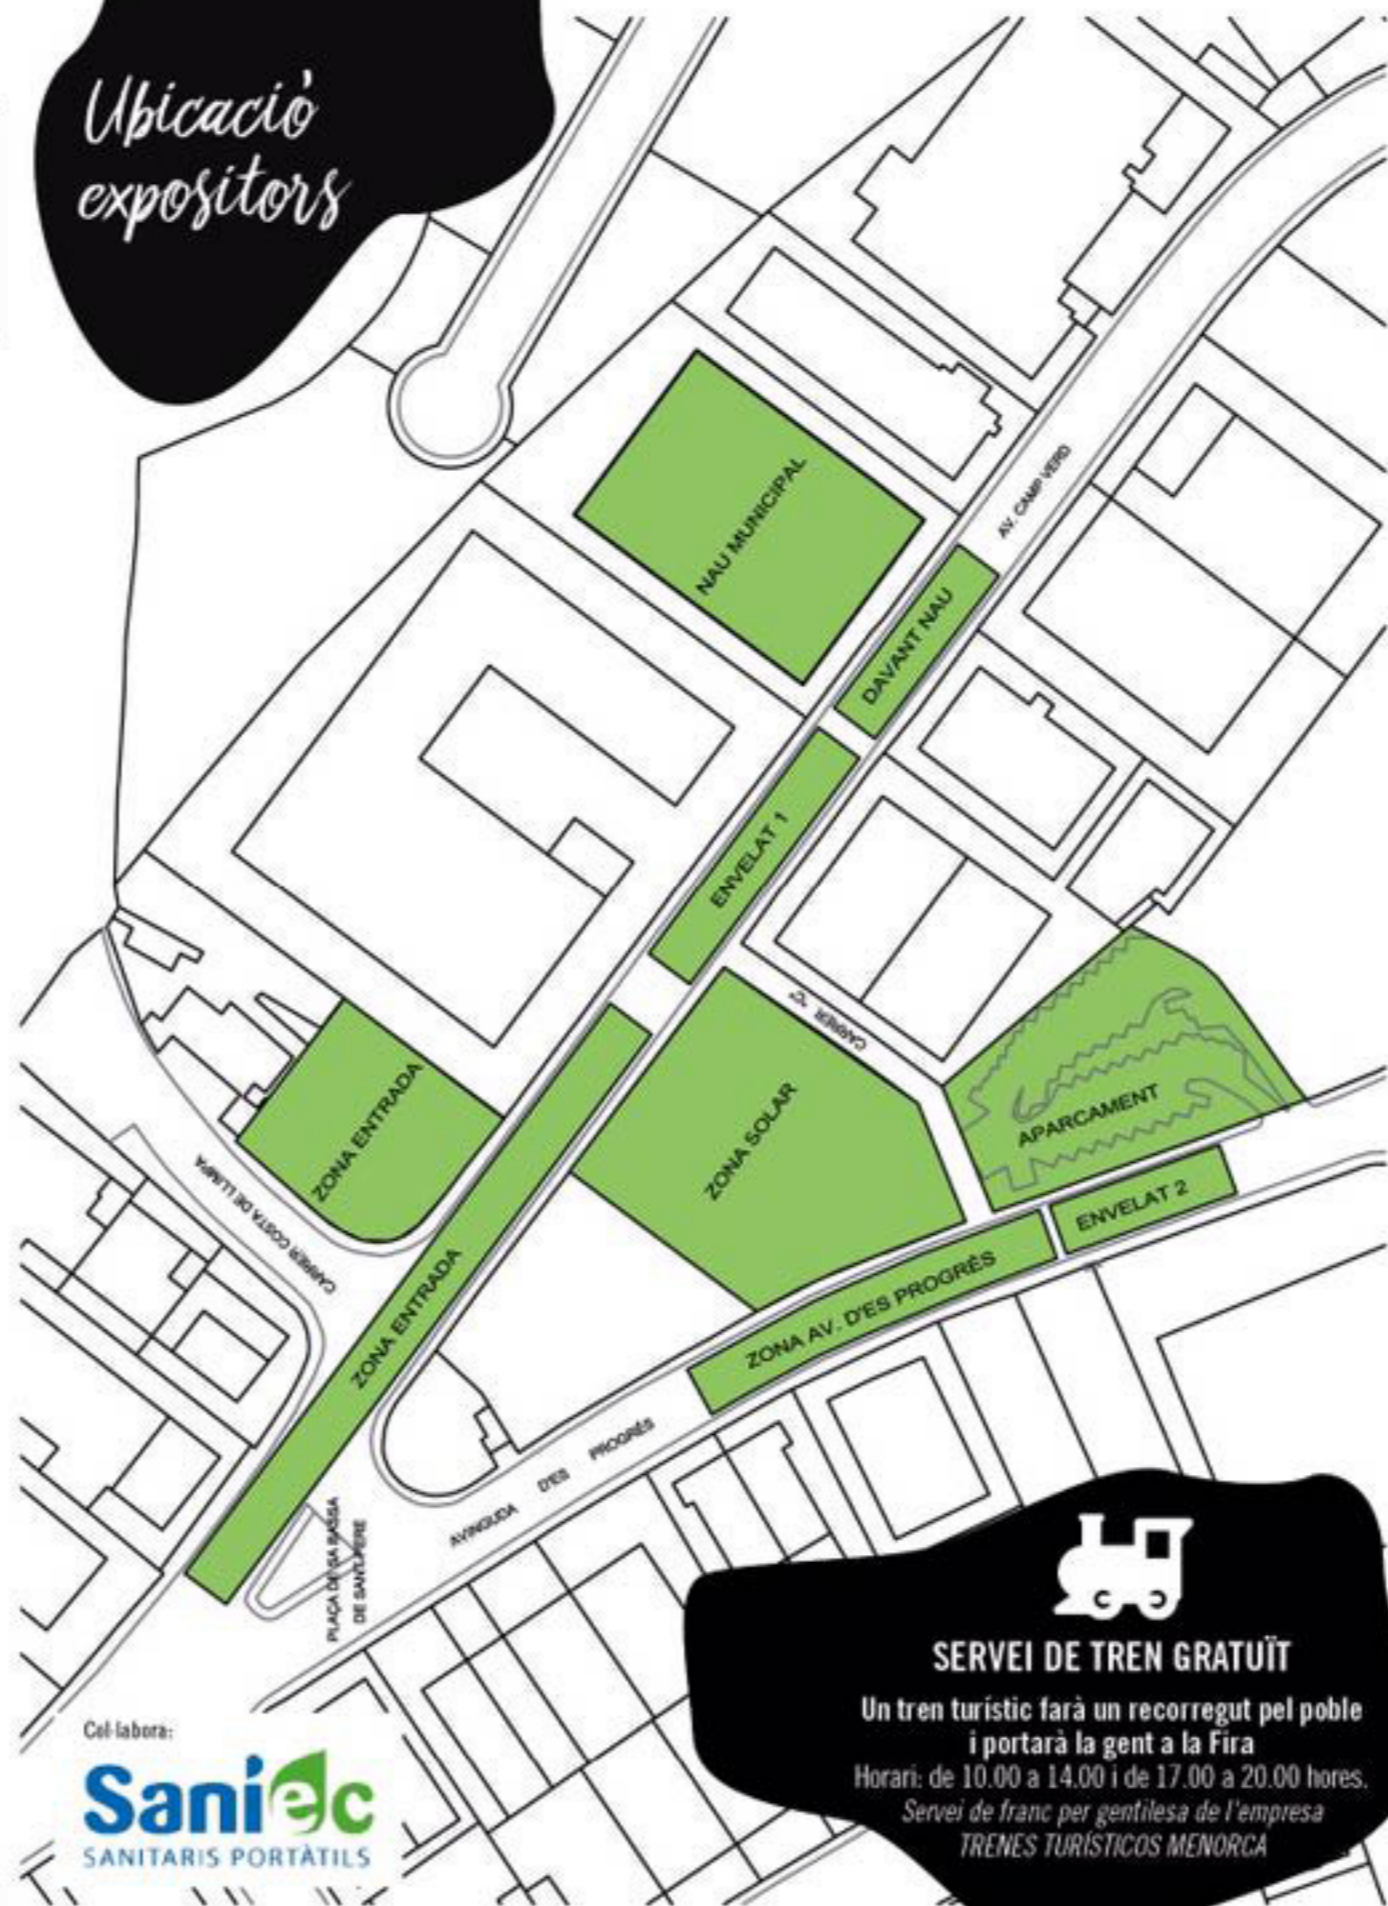 Ubicació
expositors
AV. CAMP VERD
NAU MUNICIPAL
DAVANT NAU
ENVELAT 1
CARRER "C"
ZONA ENTRADA
ZONA SOLAR
APARCAMENT
CARRER COSTA DE LLIMPA
ENVELAT 2
ZONA AV. D'ES PROGRÉS
ZONA ENTRADA
AVINGUDA D'ES PROGRÉS
PLAÇA DE SA BASSA
DE SANT PERE
SERVEI DE TREN GRATUÏT
Un tren turístic farà un recorregut pel poble
i portarà la gent a la Fira
Horari: de 10.00 a 14.00 i de 17.00 a 20.00 hores.
Servei de franc per gentilesa de l'empresa
TRENES TURÍSTICOS MENORCA
Col·labora:
Saniec
SANITARIS PORTÀTILS